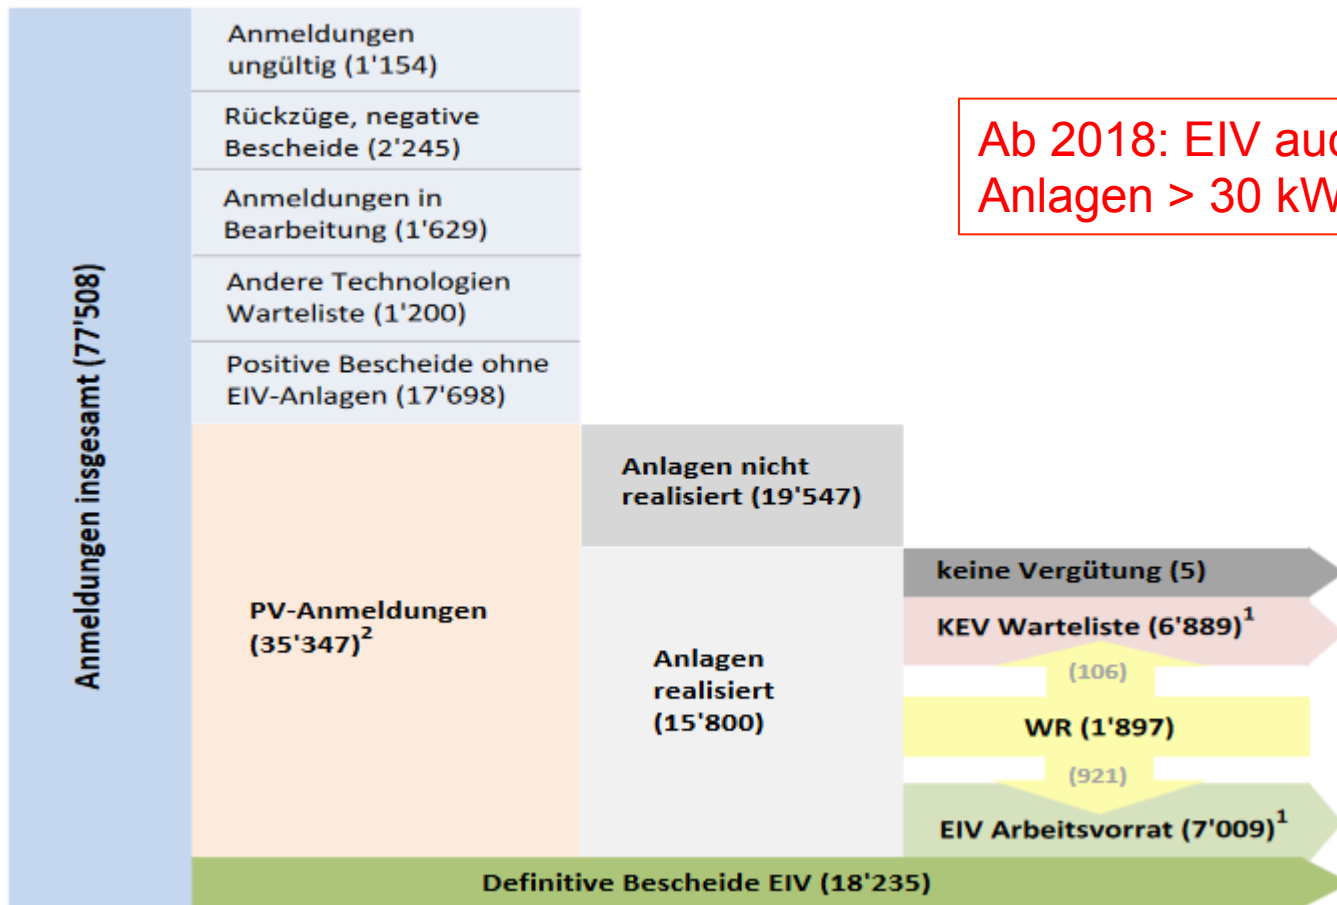 Anmeldungen insgesamt (77'508)
Anmeldungen
ungültig (1'154)
Rückzüge, negative
Bescheide (2'245)
Anmeldungen in
Bearbeitung (1'629)
Andere Technologien
Warteliste (1'200)
Positive Bescheide ohne
EIV-Anlagen (17'698)
Ab 2018: EIV
Anlagen > 30 kW
PV-Anmeldungen
(35'347)²
Anlagen nicht
realisiert (19'547)
Anlagen
realisiert
(15'800)
keine Vergütung (5)
KEV Warteliste (6'889)¹
(106)
WR (1'897)
(921)
EIV Arbeitsvorrat (7'009)¹
Definitive Bescheide EIV (18'235)